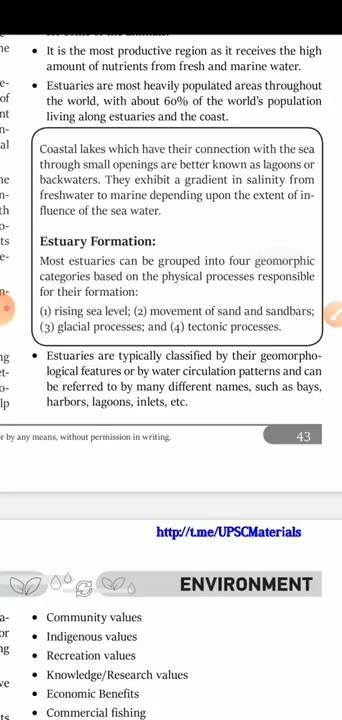 for some of the animals.
It is the most productive region as it receives the high
amount of nutrients from fresh and marine water.
Estuaries are most heavily populated areas throughout
the world, with about 60% of the world's population
living along estuaries and the coast.
Coastal lakes which have their connection with the sea
through small openings are better known as lagoons or
backwaters. They exhibit a gradient in salinity from
freshwater to marine depending upon the extent of in-
fluence of the sea water.
Estuary Formation:
Most estuaries can be grouped into four geomorphic
categories based on the physical processes responsible
for their formation:
(1) rising sea level; (2) movement of sand and sandbars;
(3) glacial processes; and (4) tectonic processes.
Estuaries are typically classified by their geomorpho-
logical features or by water circulation patterns and can
be referred to by many different names, such as bays,
harbors, lagoons, inlets, etc.
or by any means, without permission in writing.
43
http://t.me/UPSCMaterials
ENVIRONMENT
Community values
Indigenous values
Recreation values
Knowledge/Research values
Economic Benefits
Commercial fishing